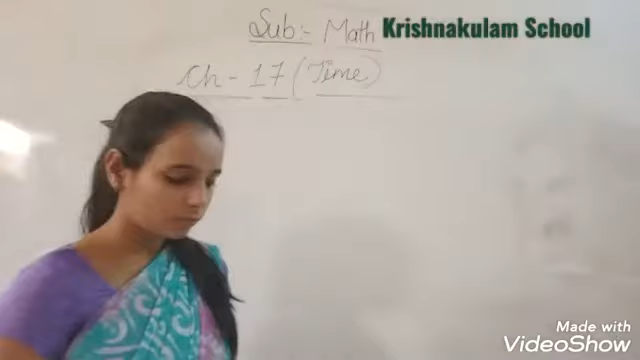 Sub:- Math Krishnakulam School
Ch - 17 (Time)
Made with
VideoShow